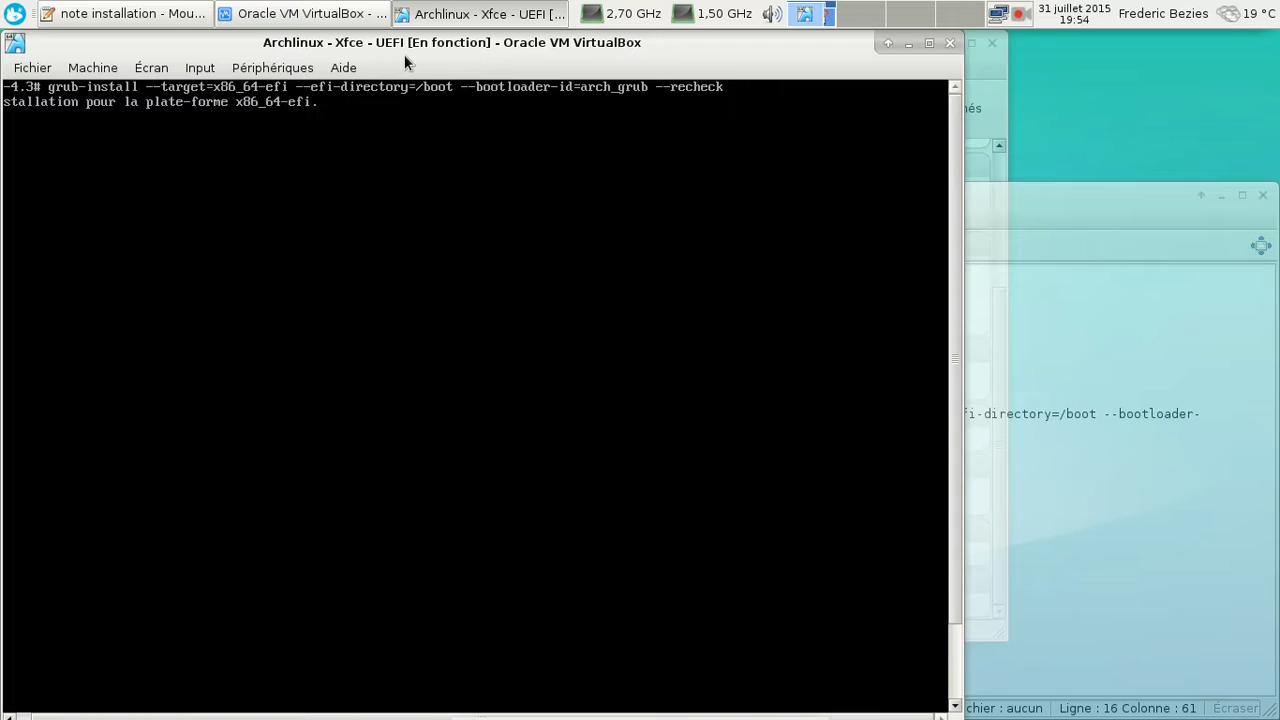 note installation - Mou...
Oracle VM VirtualBox - ...
Archlinux - Xfce - UEFI [...
2,70 GHz
1,50 GHz
31 juillet 2015
19:54
Frederic Bezies
19 °C
Archlinux - Xfce - UEFI [En fonction] - Oracle VM VirtualBox
Fichier Machine Écran Input Périphériques Aide
-4.3# grub-install --target=x86_64-efi --efi-directory=/boot --bootloader-id=arch_grub --recheck
stallation pour la plate-forme x86_64-efi.
és
fi-directory=/boot --bootloader-
chier : aucun Ligne : 16 Colonne : 61 Écraser